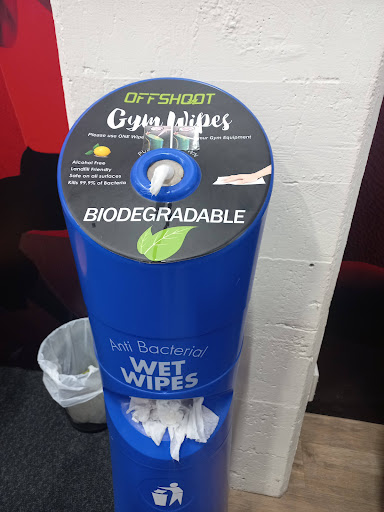 OFFSHOOT
Gym Wipes
Please use ONE Wipe
your Gym Equipment
Alcohol Free
Landfill Friendly
Safe on all surfaces
Kills 99.9% of Bacteria
BIODEGRADABLE
Anti Bacterial
WET
WIPES